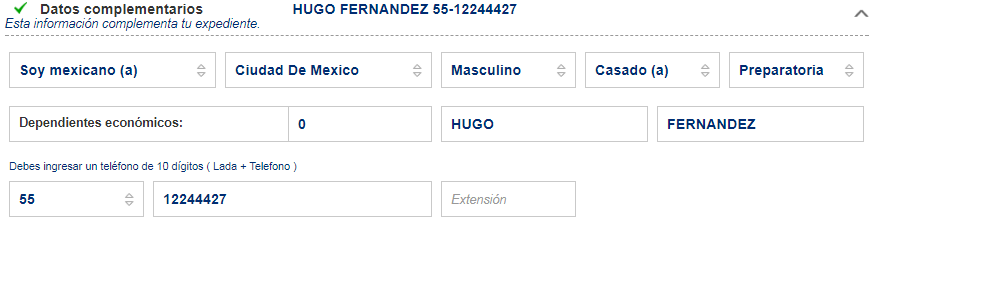 Datos complementarios HUGO FERNANDEZ 55-12244427
Esta información complementa tu expediente.
Soy mexicano (a) Ciudad De Mexico Masculino Casado (a) Preparatoria
Dependientes económicos: 0 HUGO FERNANDEZ
Debes ingresar un teléfono de 10 dígitos ( Lada + Telefono )
55 12244427 Extensión